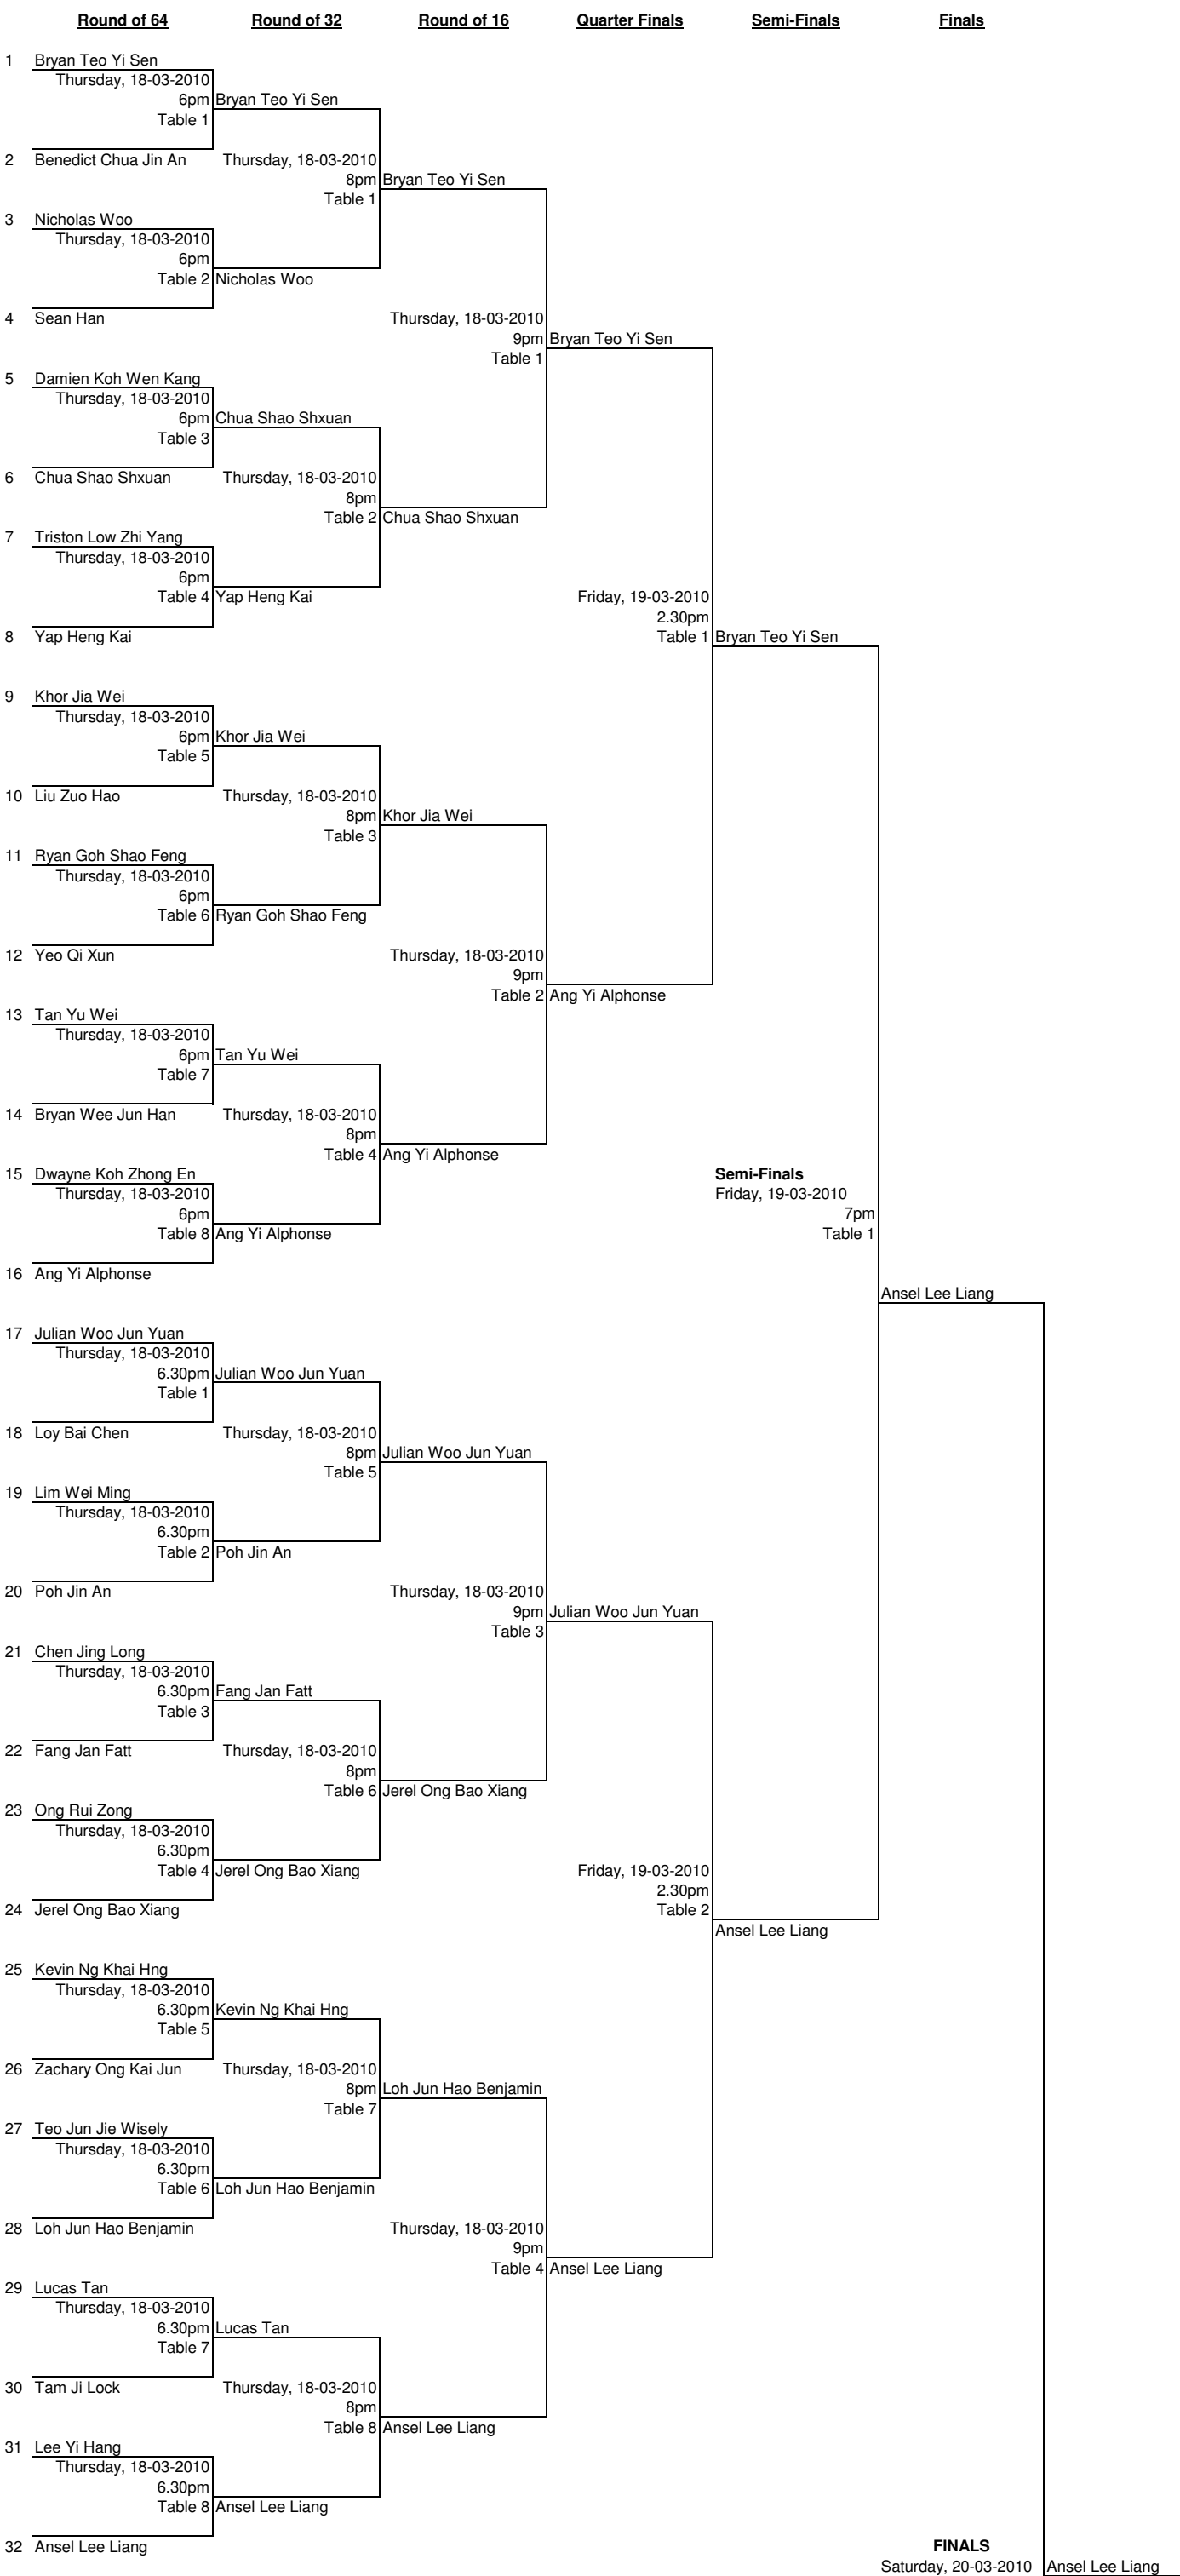 Round of 64 Round of 32 Round of 16 Quarter Finals Semi-Finals Finals
1 Bryan Teo Yi Sen
Thursday, 18-03-2010
6pm Bryan Teo Yi Sen
Table 1
2 Benedict Chua Jin An Thursday, 18-03-2010
8pm Bryan Teo Yi Sen
Table 1
3 Nicholas Woo
Thursday, 18-03-2010
6pm
Table 2 Nicholas Woo
4 Sean Han Thursday, 18-03-2010
9pm Bryan Teo Yi Sen
Table 1
5 Damien Koh Wen Kang
Thursday, 18-03-2010
6pm Chua Shao Shxuan
Table 3
6 Chua Shao Shxuan Thursday, 18-03-2010
8pm
Table 2 Chua Shao Shxuan
7 Triston Low Zhi Yang
Thursday, 18-03-2010
6pm
Table 4 Yap Heng Kai Friday, 19-03-2010
2.30pm
8 Yap Heng Kai Table 1 Bryan Teo Yi Sen
9 Khor Jia Wei
Thursday, 18-03-2010
6pm Khor Jia Wei
Table 5
10 Liu Zuo Hao Thursday, 18-03-2010
8pm Khor Jia Wei
Table 3
11 Ryan Goh Shao Feng
Thursday, 18-03-2010
6pm
Table 6 Ryan Goh Shao Feng
12 Yeo Qi Xun Thursday, 18-03-2010
9pm
Table 2 Ang Yi Alphonse
13 Tan Yu Wei
Thursday, 18-03-2010
6pm Tan Yu Wei
Table 7
14 Bryan Wee Jun Han Thursday, 18-03-2010
8pm
Table 4 Ang Yi Alphonse
15 Dwayne Koh Zhong En Semi-Finals
Thursday, 18-03-2010 Friday, 19-03-2010
6pm 7pm
Table 8 Ang Yi Alphonse Table 1
16 Ang Yi Alphonse
Ansel Lee Liang
17 Julian Woo Jun Yuan
Thursday, 18-03-2010
6.30pm Julian Woo Jun Yuan
Table 1
18 Loy Bai Chen Thursday, 18-03-2010
8pm Julian Woo Jun Yuan
Table 5
19 Lim Wei Ming
Thursday, 18-03-2010
6.30pm
Table 2 Poh Jin An
20 Poh Jin An Thursday, 18-03-2010
9pm Julian Woo Jun Yuan
Table 3
21 Chen Jing Long
Thursday, 18-03-2010
6.30pm Fang Jan Fatt
Table 3
22 Fang Jan Fatt Thursday, 18-03-2010
8pm
Table 6 Jerel Ong Bao Xiang
23 Ong Rui Zong
Thursday, 18-03-2010
6.30pm
Table 4 Jerel Ong Bao Xiang Friday, 19-03-2010
2.30pm
24 Jerel Ong Bao Xiang Table 2
Ansel Lee Liang
25 Kevin Ng Khai Hng
Thursday, 18-03-2010
6.30pm Kevin Ng Khai Hng
Table 5
26 Zachary Ong Kai Jun Thursday, 18-03-2010
8pm Loh Jun Hao Benjamin
Table 7
27 Teo Jun Jie Wisely
Thursday, 18-03-2010
6.30pm
Table 6 Loh Jun Hao Benjamin
28 Loh Jun Hao Benjamin Thursday, 18-03-2010
9pm
Table 4 Ansel Lee Liang
29 Lucas Tan
Thursday, 18-03-2010
6.30pm Lucas Tan
Table 7
30 Tam Ji Lock Thursday, 18-03-2010
8pm
Table 8 Ansel Lee Liang
31 Lee Yi Hang
Thursday, 18-03-2010
6.30pm
Table 8 Ansel Lee Liang
32 Ansel Lee Liang FINALS
Saturday, 20-03-2010 Ansel Lee Liang